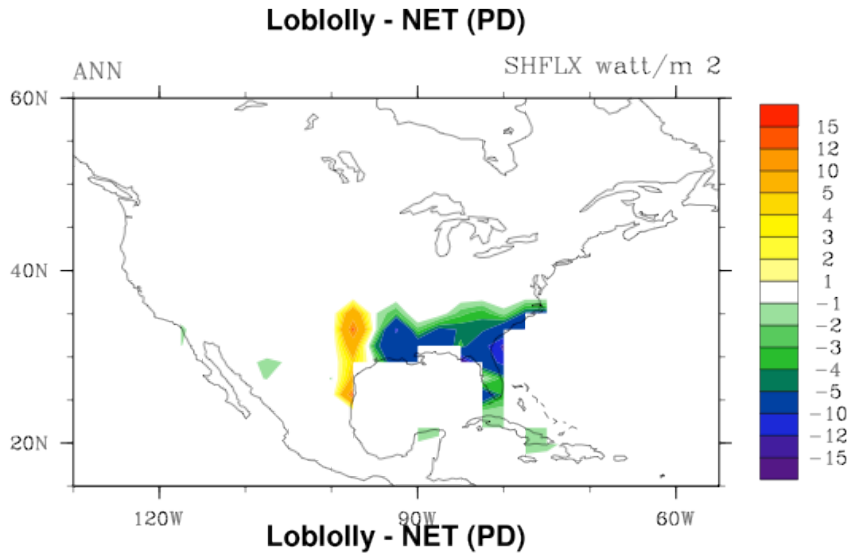 Loblolly - NET (PD)
ANN SHFLX watt/m 2
60N
40N
20N
120W 90W 60W
15
12
10
5
4
3
2
1
-1
-2
-3
-4
-5
-10
-12
-15
Loblolly - NET (PD)